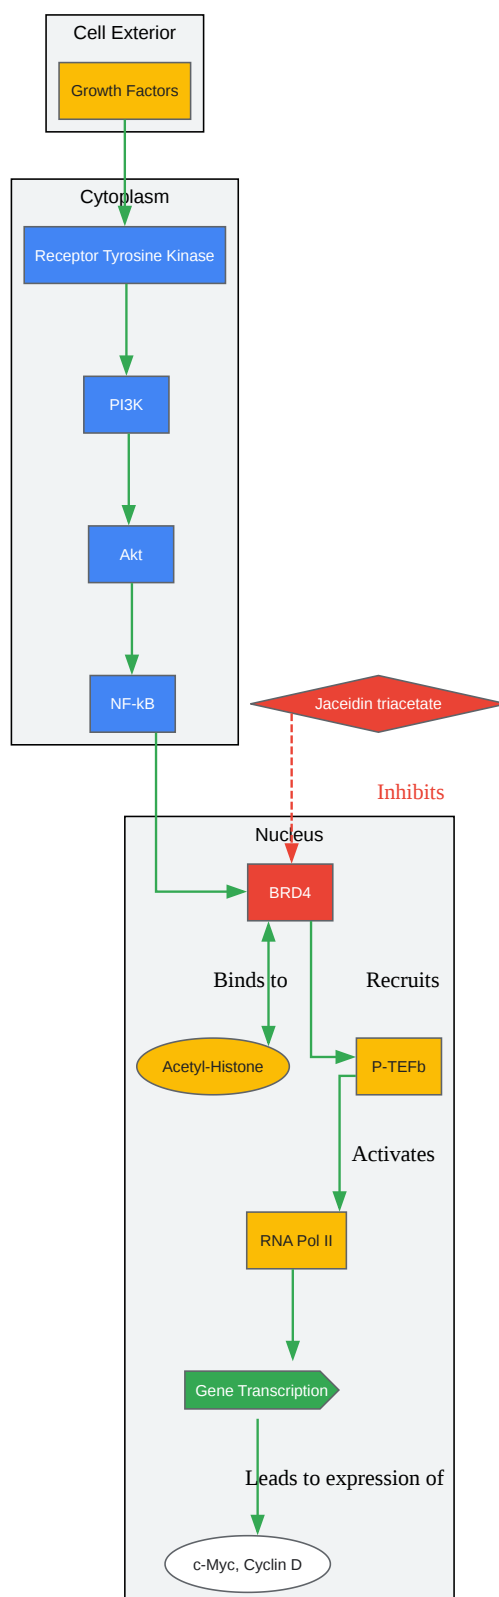 Cell Exterior
Growth Factors
Cytoplasm
Receptor Tyrosine Kinase
PI3K
Akt
NF-kB
Jaceidin triacetate
Inhibits
Nucleus
BRD4
Binds to
Recruits
Acetyl-Histone
P-TEFb
Activates
RNA Pol II
Gene Transcription
Leads to expression of
c-Myc, Cyclin D